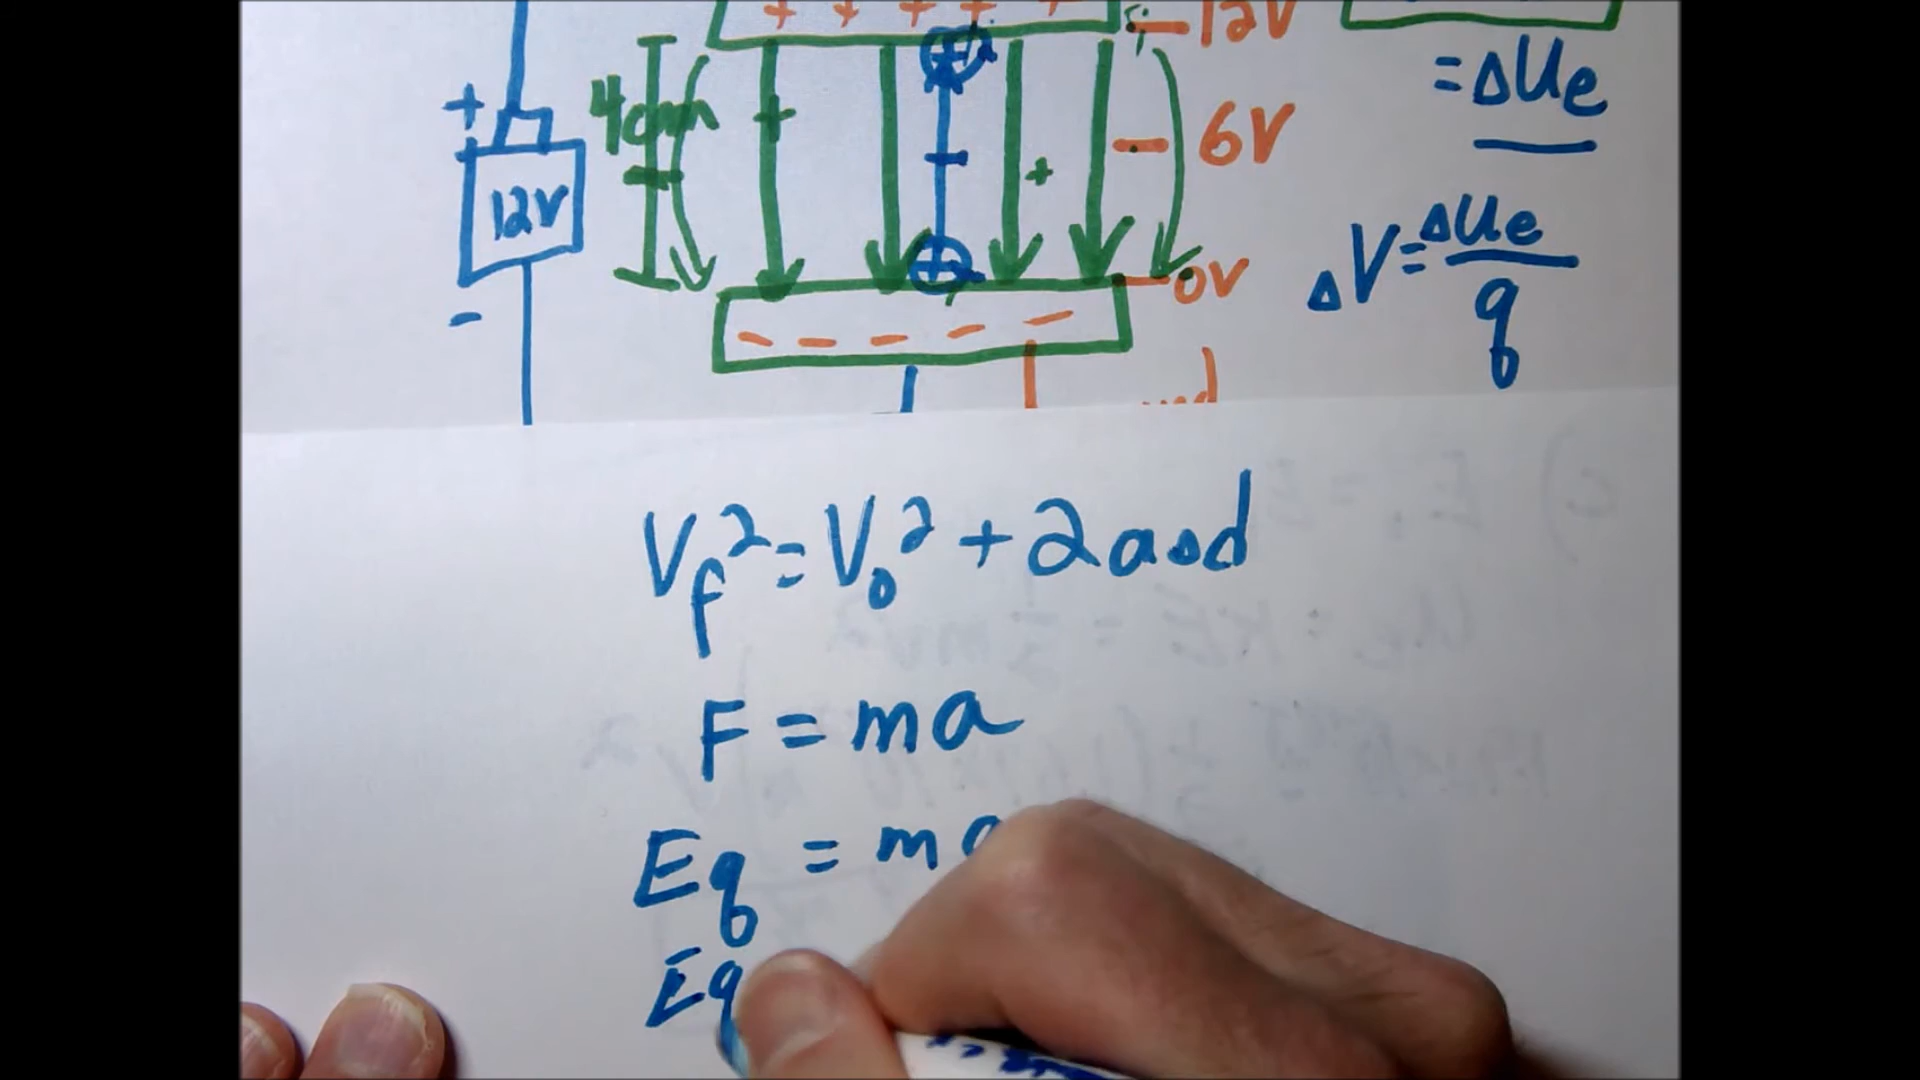 + + + + +
12V
= ΔUe
+
4cm
+
6V
+
12V
ΔV = ΔUe / q
0V
-
- - - - -
Vf² = V₀² + 2aΔd
F = ma
Eq = ma
Eq